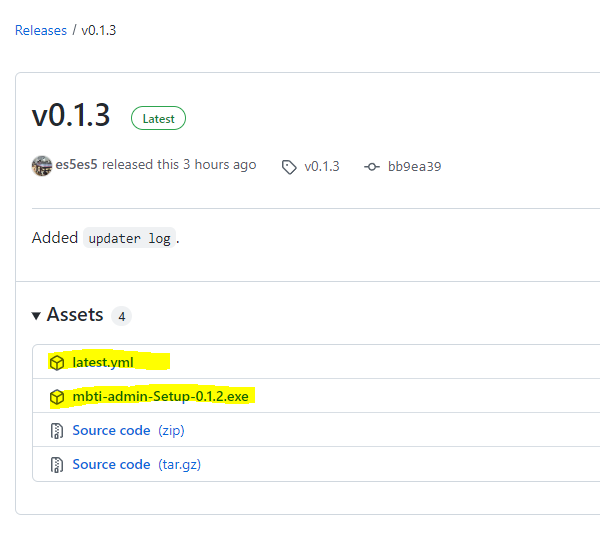 Releases / v0.1.3
v0.1.3 Latest
es5es5 released this 3 hours ago v0.1.3 bb9ea39
Added updater log.
Assets 4
latest.yml
mbti-admin-Setup-0.1.2.exe
Source code (zip)
Source code (tar.gz)